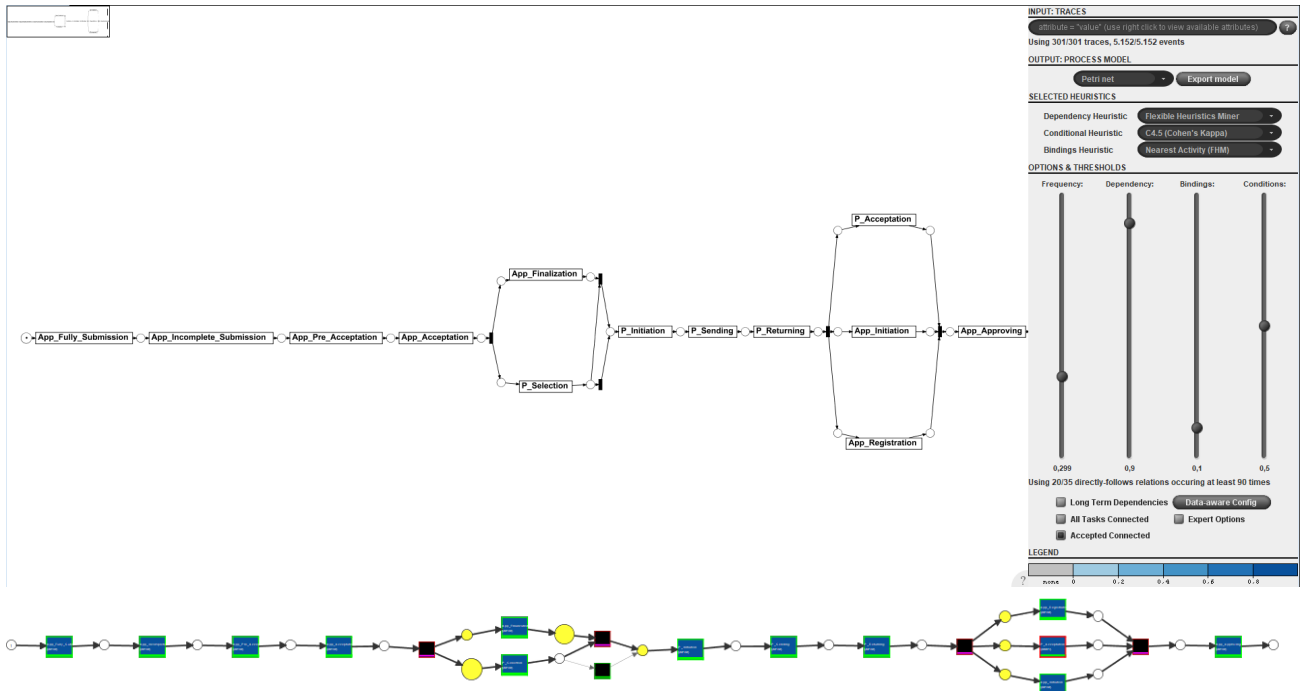 INPUT: TRACES
attribute = "value" (use right click to view available attributes)
?
Using 301/301 traces, 5.152/5.152 events
OUTPUT: PROCESS MODEL
Petri net
Export model
SELECTED HEURISTICS
Dependency Heuristic
Flexible Heuristics Miner
Conditional Heuristic
C4.5 (Cohen's Kappa)
Bindings Heuristic
Nearest Activity (FHM)
OPTIONS & THRESHOLDS
Frequency: Dependency: Bindings: Conditions:
0,299 0,9 0,1 0,5
Using 20/35 directly-follows relations occuring at least 90 times
Long Term Dependencies
Data-aware Config
All Tasks Connected
Expert Options
Accepted Connected
LEGEND
?
none 0 0.2 0.4 0.6 0.8
App_Fully_Submission
App_Incomplete_Submission
App_Pre_Acceptation
App_Acceptation
App_Finalization
P_Selection
P_Initiation
P_Sending
P_Returning
P_Acceptation
App_Initiation
App_Registration
App_Approving